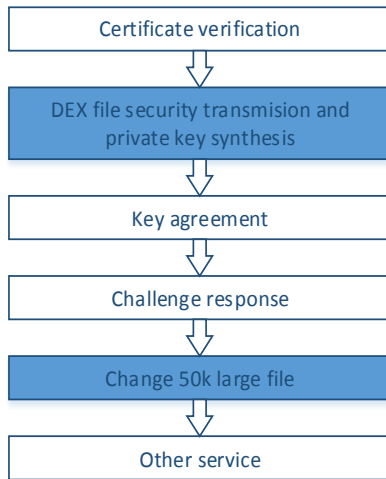 Certificate verification
DEX file security transmision and
private key synthesis
Key agreement
Challenge response
Change 50k large file
Other service